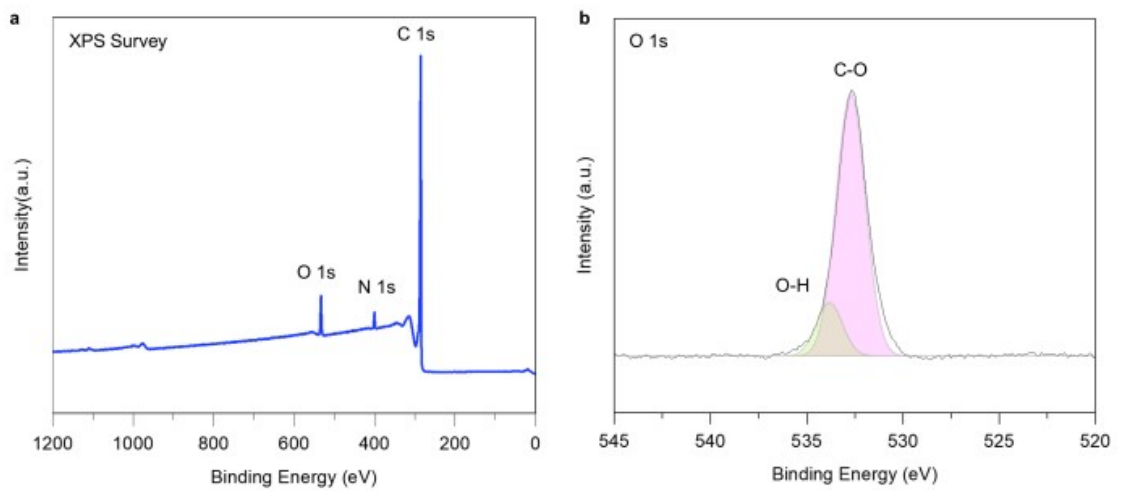 a
XPS Survey
C 1s
O 1s
N 1s
Intensity(a.u.)
1200 1000 800 600 400 200 0
Binding Energy (eV)
b
O 1s
C-O
O-H
Intensity (a.u.)
545 540 535 530 525 520
Binding Energy (eV)